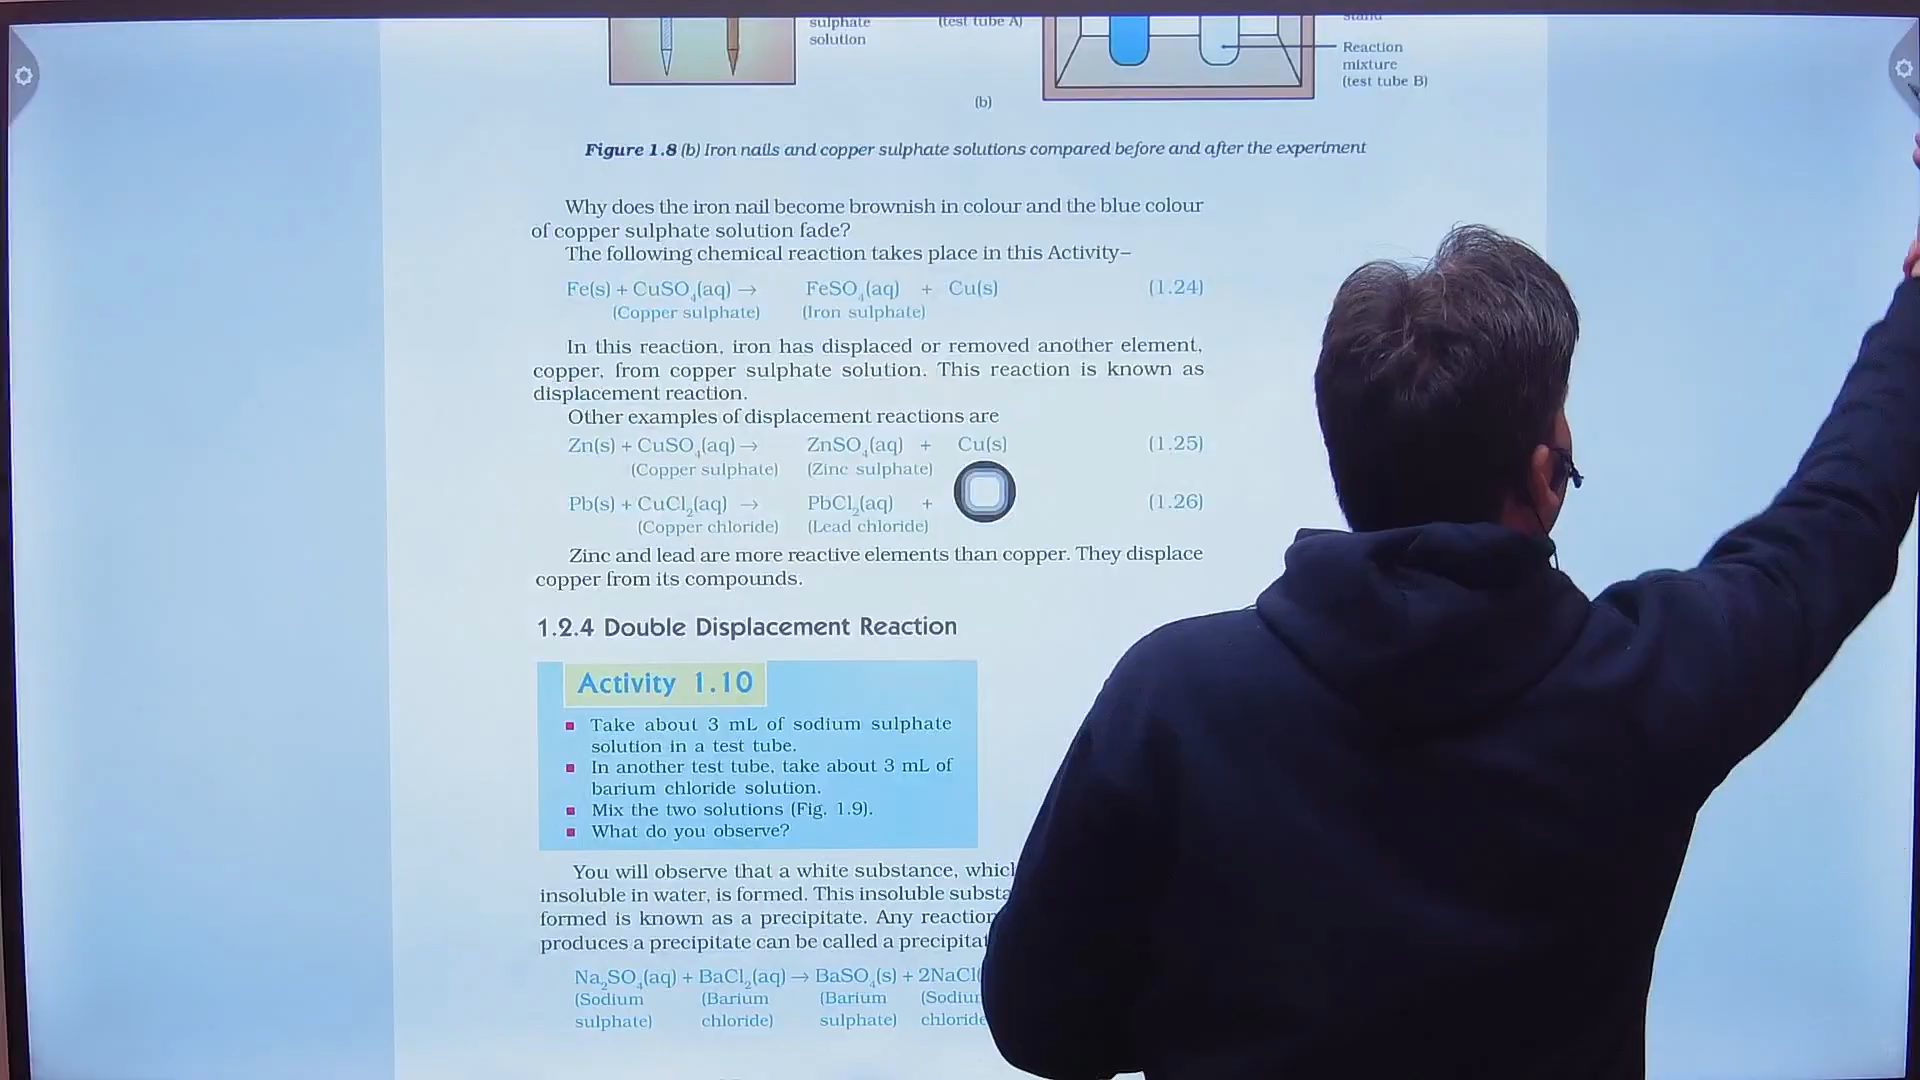 sulphate
solution
(test tube A)
Reaction
mixture
(test tube B)
(b)
Figure 1.8 (b) Iron nails and copper sulphate solutions compared before and after the experiment
Why does the iron nail become brownish in colour and the blue colour
of copper sulphate solution fade?
The following chemical reaction takes place in this Activity–
Fe(s) + CuSO₄(aq) → FeSO₄(aq) + Cu(s) (1.24)
(Copper sulphate) (Iron sulphate)
In this reaction, iron has displaced or removed another element,
copper, from copper sulphate solution. This reaction is known as
displacement reaction.
Other examples of displacement reactions are
Zn(s) + CuSO₄(aq) → ZnSO₄(aq) + Cu(s) (1.25)
(Copper sulphate) (Zinc sulphate)
Pb(s) + CuCl₂(aq) → PbCl₂(aq) + (1.26)
(Copper chloride) (Lead chloride)
Zinc and lead are more reactive elements than copper. They displace
copper from its compounds.
1.2.4 Double Displacement Reaction
Activity 1.10
Take about 3 mL of sodium sulphate
solution in a test tube.
In another test tube, take about 3 mL of
barium chloride solution.
Mix the two solutions (Fig. 1.9).
What do you observe?
You will observe that a white substance,
insoluble in water, is formed. This insoluble
formed is known as a precipitate. Any reaction
produces a precipitate can be called a
Na₂SO₄(aq) + BaCl₂(aq) → BaSO₄(s) + 2NaCl(
(Sodium (Barium (Barium
sulphate) chloride) sulphate) chloride